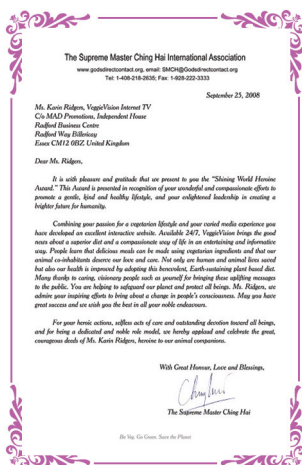 The Supreme Master Ching Hai International Association
www.godsdirectcontact.org, email: SMCH@Godsdirectcontact.org
Tel: 1-408-218-2635; Fax: 1-928-222-3333
September 25, 2008
Ms. Karin Ridgers, VeggieVision Internet TV
C/o MAD Promotions, Independent House
Radford Business Centre
Radford Way Billericay
Essex CM12 0BZ United Kingdom
Dear Ms. Ridgers,
It is with pleasure and gratitude that we present to you the "Shining World Heroine
Award." This Award is presented in recognition of your wonderful and compassionate efforts to
promote a gentle, kind and healthy lifestyle, and your enlightened leadership in creating a
brighter future for humanity.
Combining your passion for a vegetarian lifestyle and your varied media experience you
have developed an excellent interactive website. Available 24/7, VeggieVision brings the good
news about a superior diet and a compassionate way of life in an entertaining and informative
way. People learn that delicious meals can be made using vegetarian ingredients and that our
animal co-inhabitants deserve our love and care. Not only are human and animal lives saved
but also our health is improved by adopting this benevolent, Earth-sustaining plant based diet.
Many thanks to caring, visionary people such as yourself for bringing these uplifting messages
to the public. You are helping to safeguard our planet and protect all beings. Ms. Ridgers, we
admire your inspiring efforts to bring about a change in people's consciousness. May you have
great success and we wish you the best in all your noble endeavours.
For your heroic actions, selfless acts of care and outstanding devotion toward all beings,
and for being a dedicated and noble role model, we hereby applaud and celebrate the great,
courageous deeds of Ms. Karin Ridgers, heroine to our animal companions.
With Great Honour, Love and Blessings,
The Supreme Master Ching Hai
Be Veg, Go Green, Save the Planet